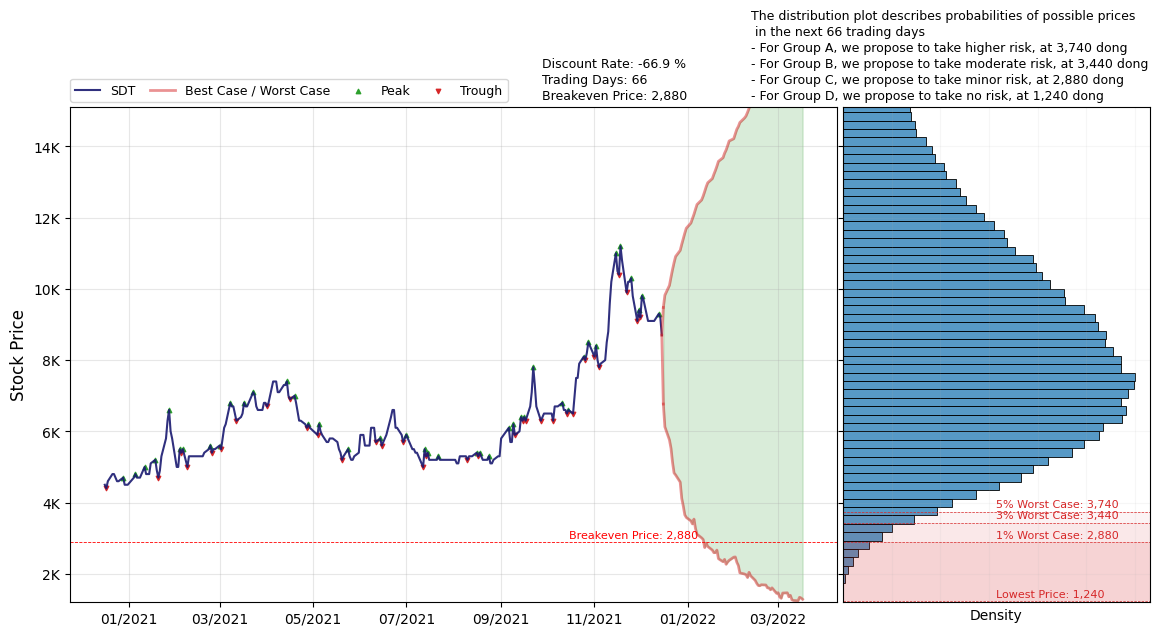 The distribution plot describes probabilities of possible prices
in the next 66 trading days
- For Group A, we propose to take higher risk, at 3,740 dong
- For Group B, we propose to take moderate risk, at 3,440 dong
- For Group C, we propose to take minor risk, at 2,880 dong
- For Group D, we propose to take no risk, at 1,240 dong
Discount Rate: -66.9 %
Trading Days: 66
Breakeven Price: 2,880
SDT
Best Case / Worst Case
Peak
Trough
Stock Price
14K
12K
10K
8K
6K
4K
2K
Breakeven Price: 2,880
01/2021
03/2021
05/2021
07/2021
09/2021
11/2021
01/2022
03/2022
5% Worst Case: 3,740
3% Worst Case: 3,440
1% Worst Case: 2,880
Lowest Price: 1,240
Density